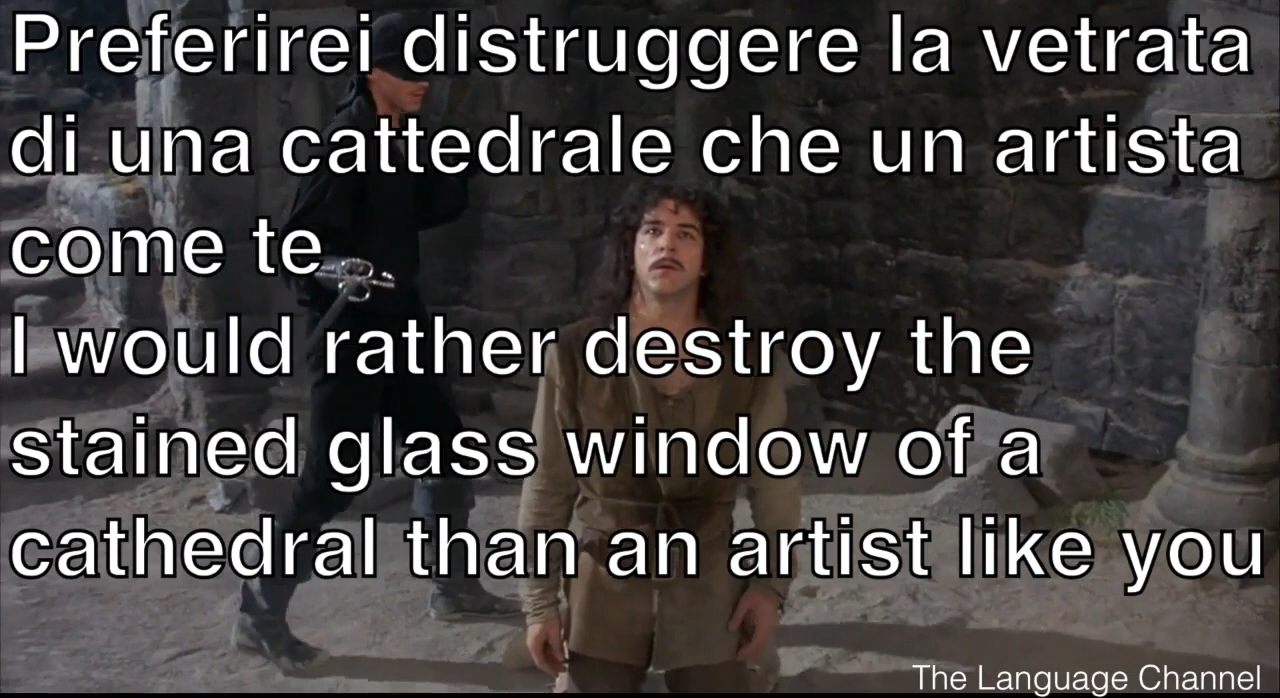 Preferirei distruggere la vetrata
di una cattedrale che un artista
come te
I would rather destroy the
stained glass window of a
cathedral than an artist like you
The Language Channel